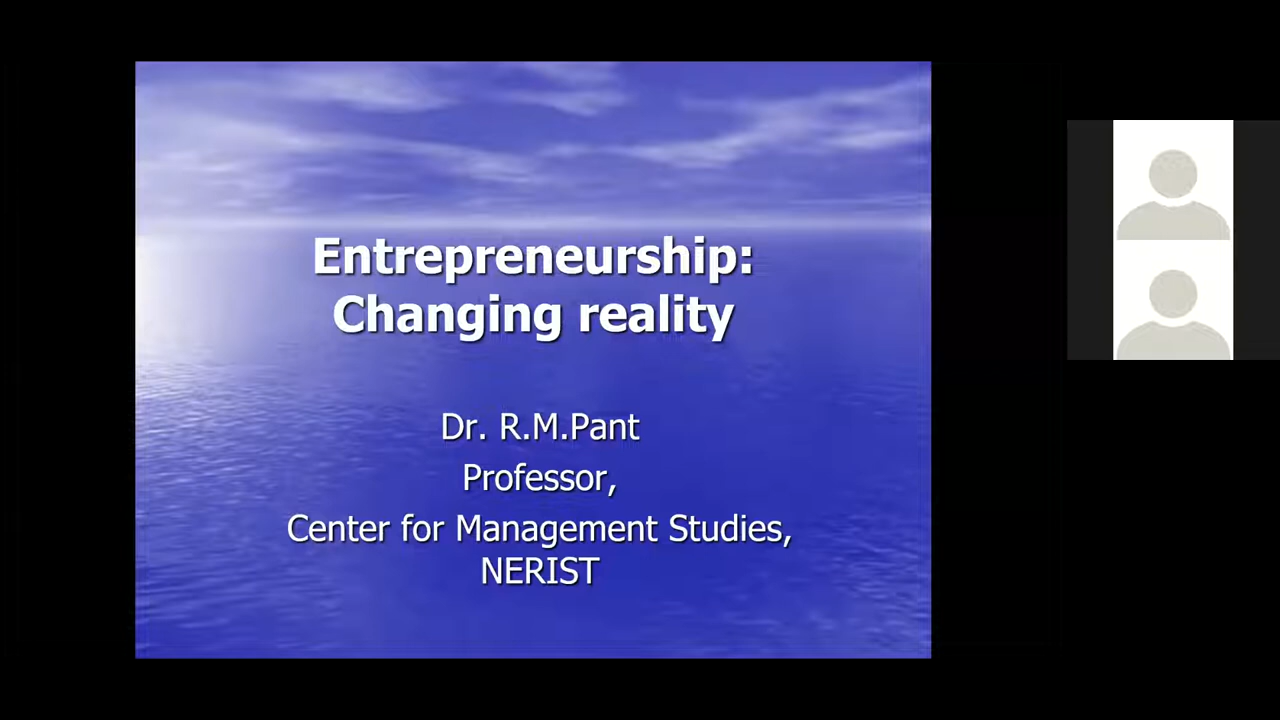 Entrepreneurship:
Changing reality
Dr. R.M.Pant
Professor,
Center for Management Studies,
NERIST